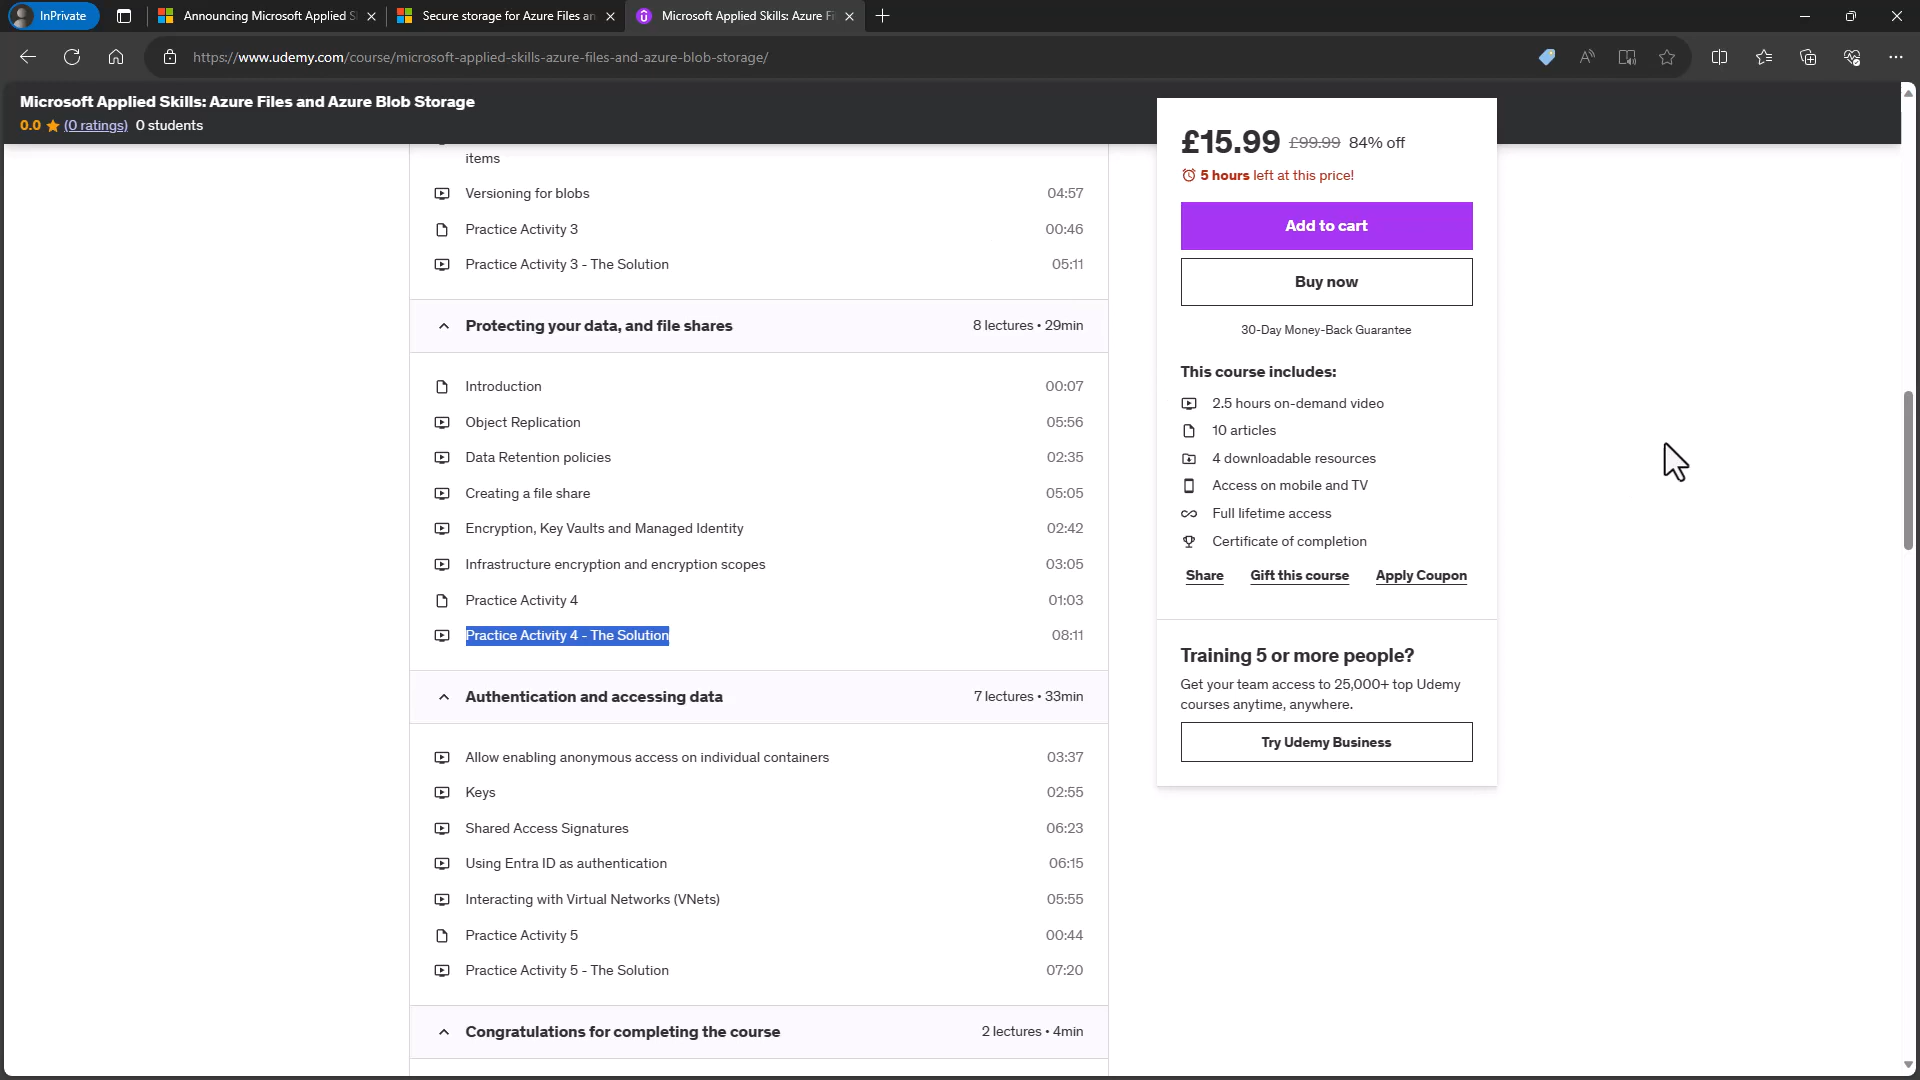 InPrivate
Announcing Microsoft Applied S
Secure storage for Azure Files an
Microsoft Applied Skills: Azure Fi
https://www.udemy.com/course/microsoft-applied-skills-azure-files-and-azure-blob-storage/
Microsoft Applied Skills: Azure Files and Azure Blob Storage
0.0 (0 ratings) 0 students
items
Versioning for blobs 04:57
Practice Activity 3 00:46
Practice Activity 3 - The Solution 05:11
Protecting your data, and file shares 8 lectures • 29min
Introduction 00:07
Object Replication 05:56
Data Retention policies 02:35
Creating a file share 05:05
Encryption, Key Vaults and Managed Identity 02:42
Infrastructure encryption and encryption scopes 03:05
Practice Activity 4 01:03
Practice Activity 4 - The Solution 08:11
Authentication and accessing data 7 lectures • 33min
Allow enabling anonymous access on individual containers 03:37
Keys 02:55
Shared Access Signatures 06:23
Using Entra ID as authentication 06:15
Interacting with Virtual Networks (VNets) 05:55
Practice Activity 5 00:44
Practice Activity 5 - The Solution 07:20
Congratulations for completing the course 2 lectures • 4min
£15.99 £99.99 84% off
5 hours left at this price!
Add to cart
Buy now
30-Day Money-Back Guarantee
This course includes:
2.5 hours on-demand video
10 articles
4 downloadable resources
Access on mobile and TV
Full lifetime access
Certificate of completion
Share Gift this course Apply Coupon
Training 5 or more people?
Get your team access to 25,000+ top Udemy
courses anytime, anywhere.
Try Udemy Business